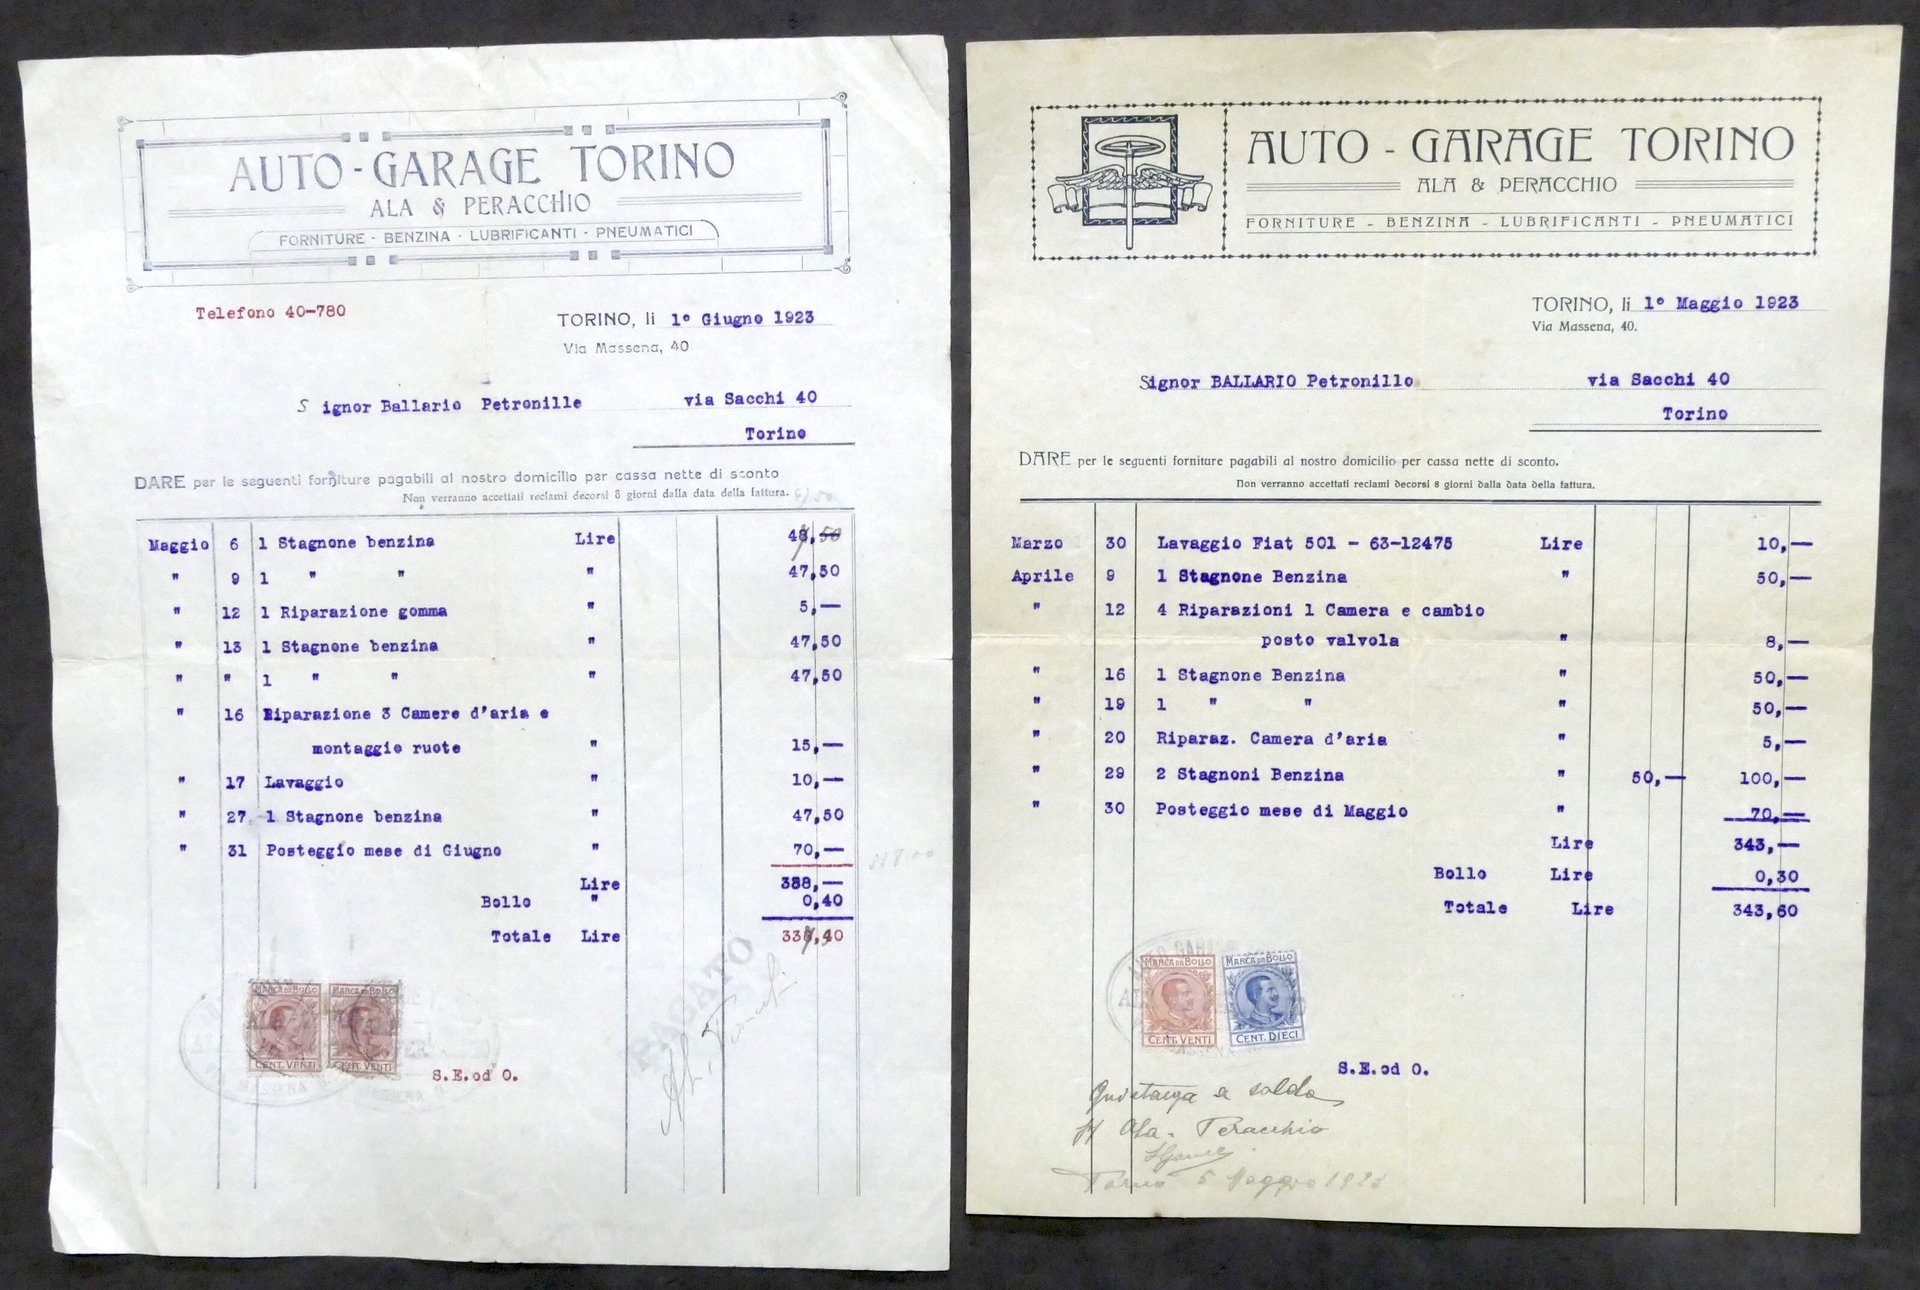 AUTO - GARAGE TORINO
ALA & PERACCHIO
FORNITURE - BENZINA - LUBRIFICANTI - PNEUMATICI
Telefono 40-780
TORINO, li 1° Giugno 1923
Via Massena, 40
S ignor Ballario Petronille via Sacchi 40
Torino
DARE per le seguenti forniture pagabili al nostro domicilio per cassa nette di sconto
Non verranno accettati reclami decorsi 8 giorni dalla data della fattura.
Maggio 6 1 Stagnone benzina Lire 48,50
" 9 1 " " " 47,50
" 12 1 Riparazione gomma " 5,—
" 13 1 Stagnone benzina " 47,50
" " 1 " " " 47,50
" 16 Riparazione 3 Camere d'aria e
montaggio ruote " 15,—
" 17 Lavaggio " 10,—
" 27 1 Stagnone benzina " 47,50
" 31 Posteggio mese di Giugno " 70,—
Lire 338,—
Bollo " 0,40
Totale Lire 338,40
PAGATO
MARCA DA BOLLO MARCA DA BOLLO
CENT. VENTI CENT. VENTI
MASSENA
S.E.od O.
AUTO - GARAGE TORINO
ALA & PERACCHIO
FORNITURE - BENZINA - LUBRIFICANTI - PNEUMATICI
TORINO, li 1° Maggio 1923
Via Massena, 40.
Signor BALLARIO Petronillo via Sacchi 40
Torino
DARE per le seguenti forniture pagabili al nostro domicilio per cassa nette di sconto.
Non verranno accettati reclami decorsi 8 giorni dalla data della fattura.
Marzo 30 Lavaggio Fiat 501 - 63-12475 Lire 10,—
Aprile 9 1 Stagnone Benzina " 50,—
" 12 4 Riparazioni 1 Camera e cambio
posto valvola " 8,—
" 16 1 Stagnone Benzina " 50,—
" 19 1 " " " 50,—
" 20 Riparaz. Camera d'aria " 5,—
" 29 2 Stagnoni Benzina " 50,— 100,—
" 30 Posteggio mese di Maggio " 70,—
Lire 343,—
Bollo Lire 0,30
Totale Lire 343,60
MARCA DA BOLLO MARCA DA BOLLO
CENT. VENTI CENT. DIECI
S.E.od O.
Quietanza a saldo
Ala - Peracchio
Torino 5 Maggio 1923